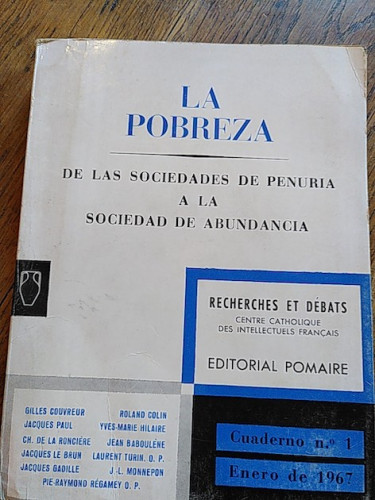 LA
POBREZA
DE LAS SOCIEDADES DE PENURIA
A LA
SOCIEDAD DE ABUNDANCIA
RECHERCHES ET DÉBATS
CENTRE CATHOLIQUE
DES INTELLECTUELS FRANÇAIS
EDITORIAL POMAIRE
GILLES COUVREUR ROLAND COLIN
JACQUES PAUL YVES-MARIE HILAIRE
CH. DE LA RONCIÈRE JEAN BABOULÈNE
JACQUES LE BRUN LAURENT TURIN, O. P.
JACQUES GADILLE J.-L. MONNERON
PIE-RAYMOND RÉGAMEY O. P.
Cuaderno n.º 1
Enero de 1967